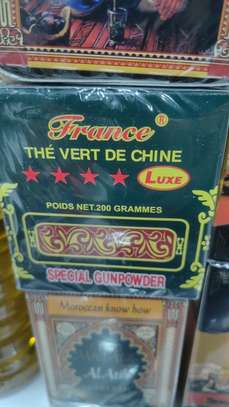 France®
THÉ VERT DE CHINE
LUXE
POIDS NET.200 GRAMMES
SPECIAL GUNPOWDER
Moroccan know how